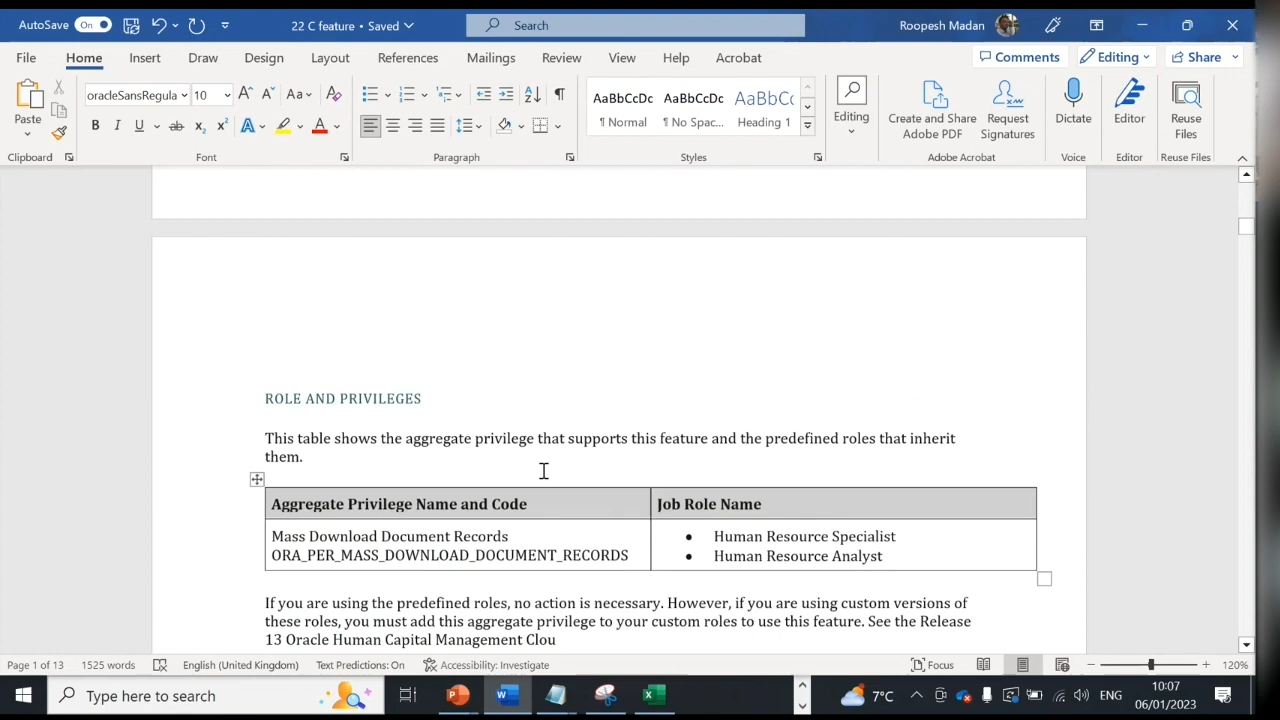 AutoSave On 22 C feature • Saved Search Roopesh Madan
File Home Insert Draw Design Layout References Mailings Review View Help Acrobat Comments Editing Share
oracleSansRegula 10 Aa AaBbCcDc AaBbCcDc AaBbCc
Paste B I U ab x₂ x² A A ¶ Normal ¶ No Spac... Heading 1 Editing Create and Share Adobe PDF Request Signatures Dictate Editor Reuse Files
Clipboard Font Paragraph Styles Adobe Acrobat Voice Editor Reuse Files
ROLE AND PRIVILEGES
This table shows the aggregate privilege that supports this feature and the predefined roles that inherit
them.
Aggregate Privilege Name and Code Job Role Name
Mass Download Document Records • Human Resource Specialist
ORA_PER_MASS_DOWNLOAD_DOCUMENT_RECORDS • Human Resource Analyst
If you are using the predefined roles, no action is necessary. However, if you are using custom versions of
these roles, you must add this aggregate privilege to your custom roles to use this feature. See the Release
13 Oracle Human Capital Management Clou
Page 1 of 13 1525 words English (United Kingdom) Text Predictions: On Accessibility: Investigate Focus 120%
Type here to search 7°C ENG 10:07
06/01/2023